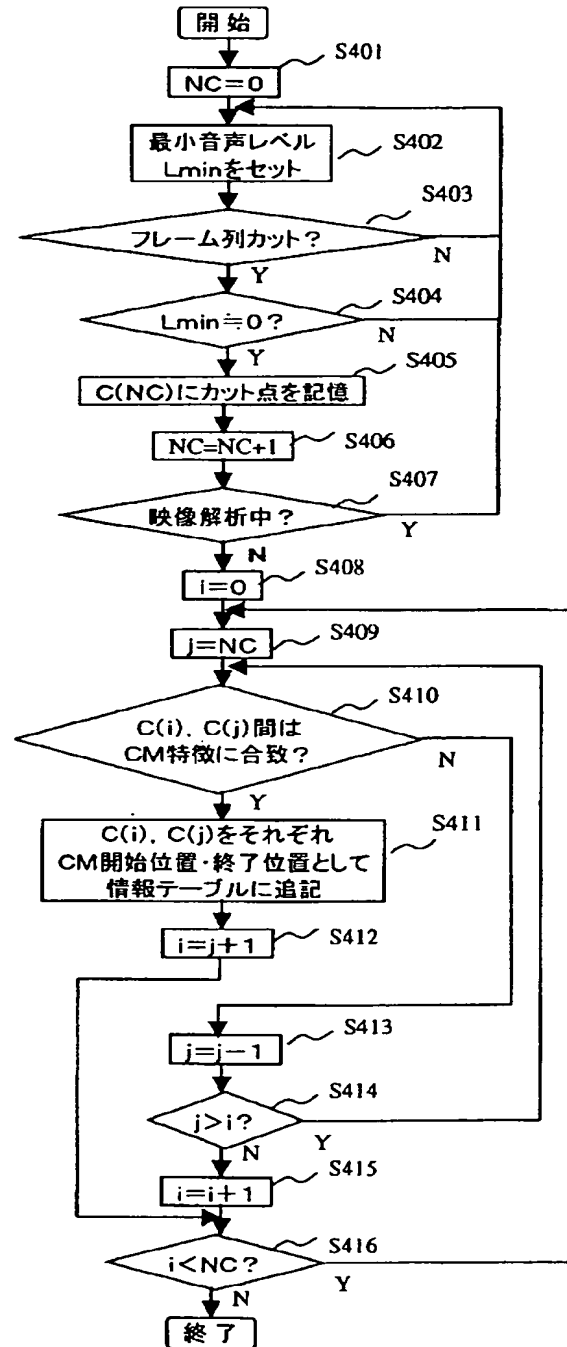 開始
S401
NC=0
最小音声レベル
Lminをセット
S402
S403
フレーム列カット？
N
Y
S404
Lmin≒0？
N
Y
S405
C(NC)にカット点を記憶
NC=NC+1
S406
S407
映像解析中？
Y
N
S408
i=0
S409
j=NC
S410
C(i)，C(j)間は
CM特徴に合致？
N
Y
S411
C(i)，C(j)をそれぞれ
CM開始位置・終了位置として
情報テーブルに追記
i=j+1
S412
S413
j=j−1
S414
j>i?
Y
N
S415
i=i+1
S416
i<NC？
Y
N
終了